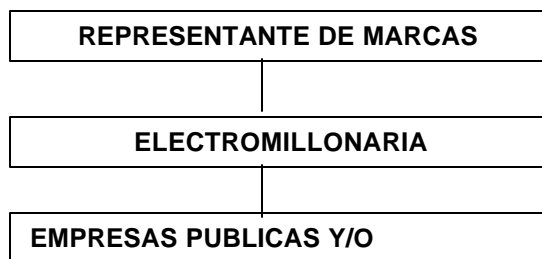 REPRESENTANTE DE MARCAS
ELECTROMILLONARIA
EMPRESAS PUBLICAS Y/O